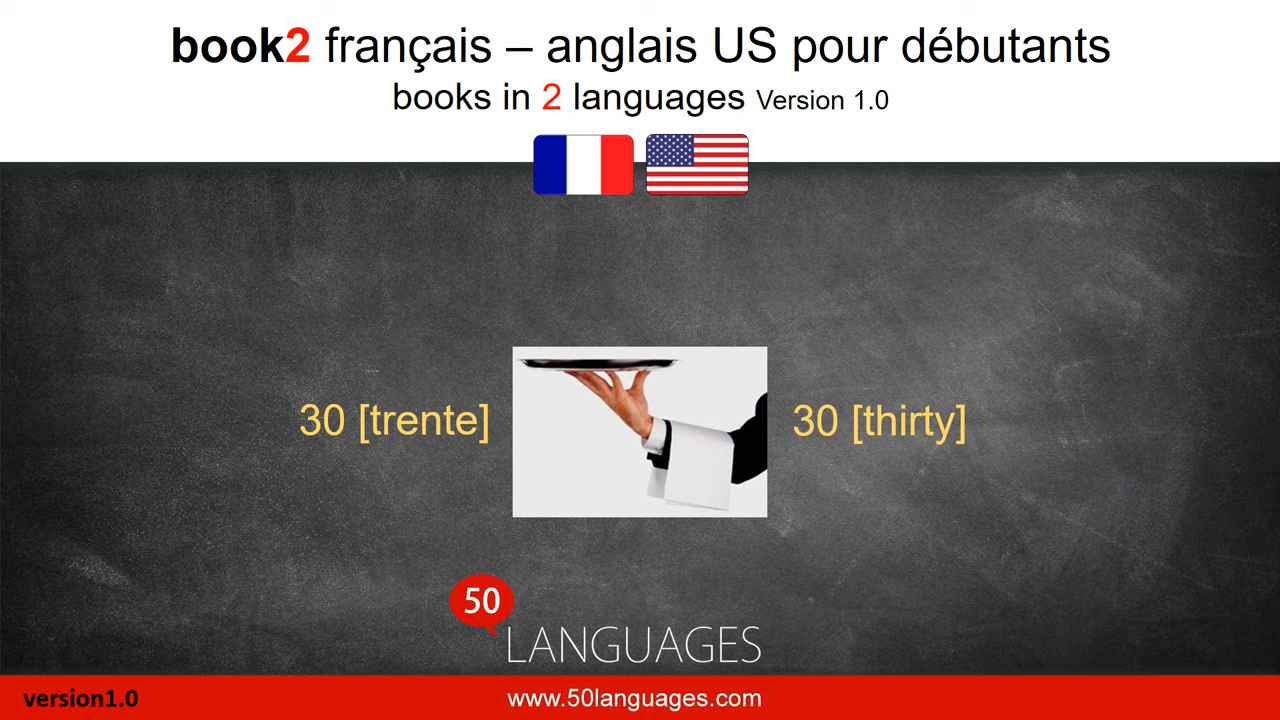 book2 français – anglais US pour débutants
books in 2 languages Version 1.0
30 [trente]
30 [thirty]
50
LANGUAGES
version1.0
www.50languages.com